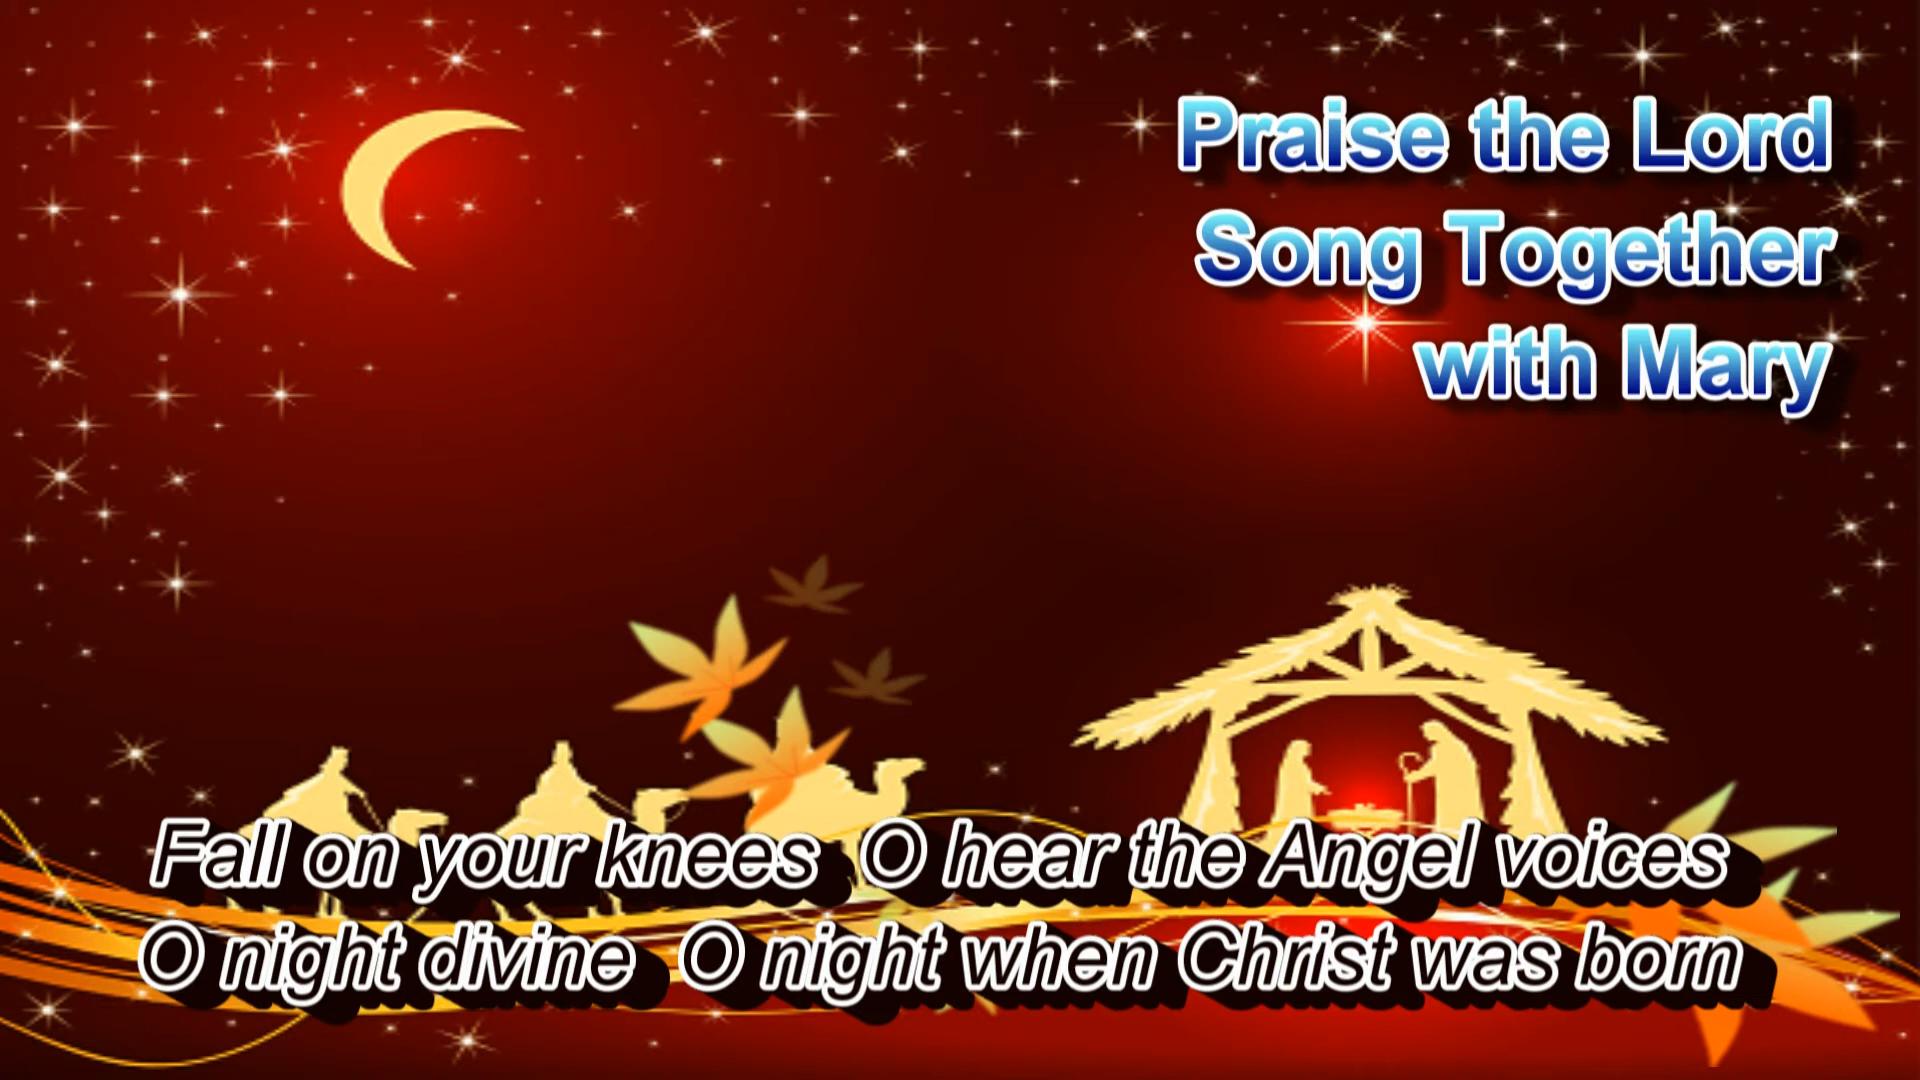 Praise the Lord
Song Together
with Mary
Fall on your knees  O hear the Angel voices
O night divine  O night when Christ was born